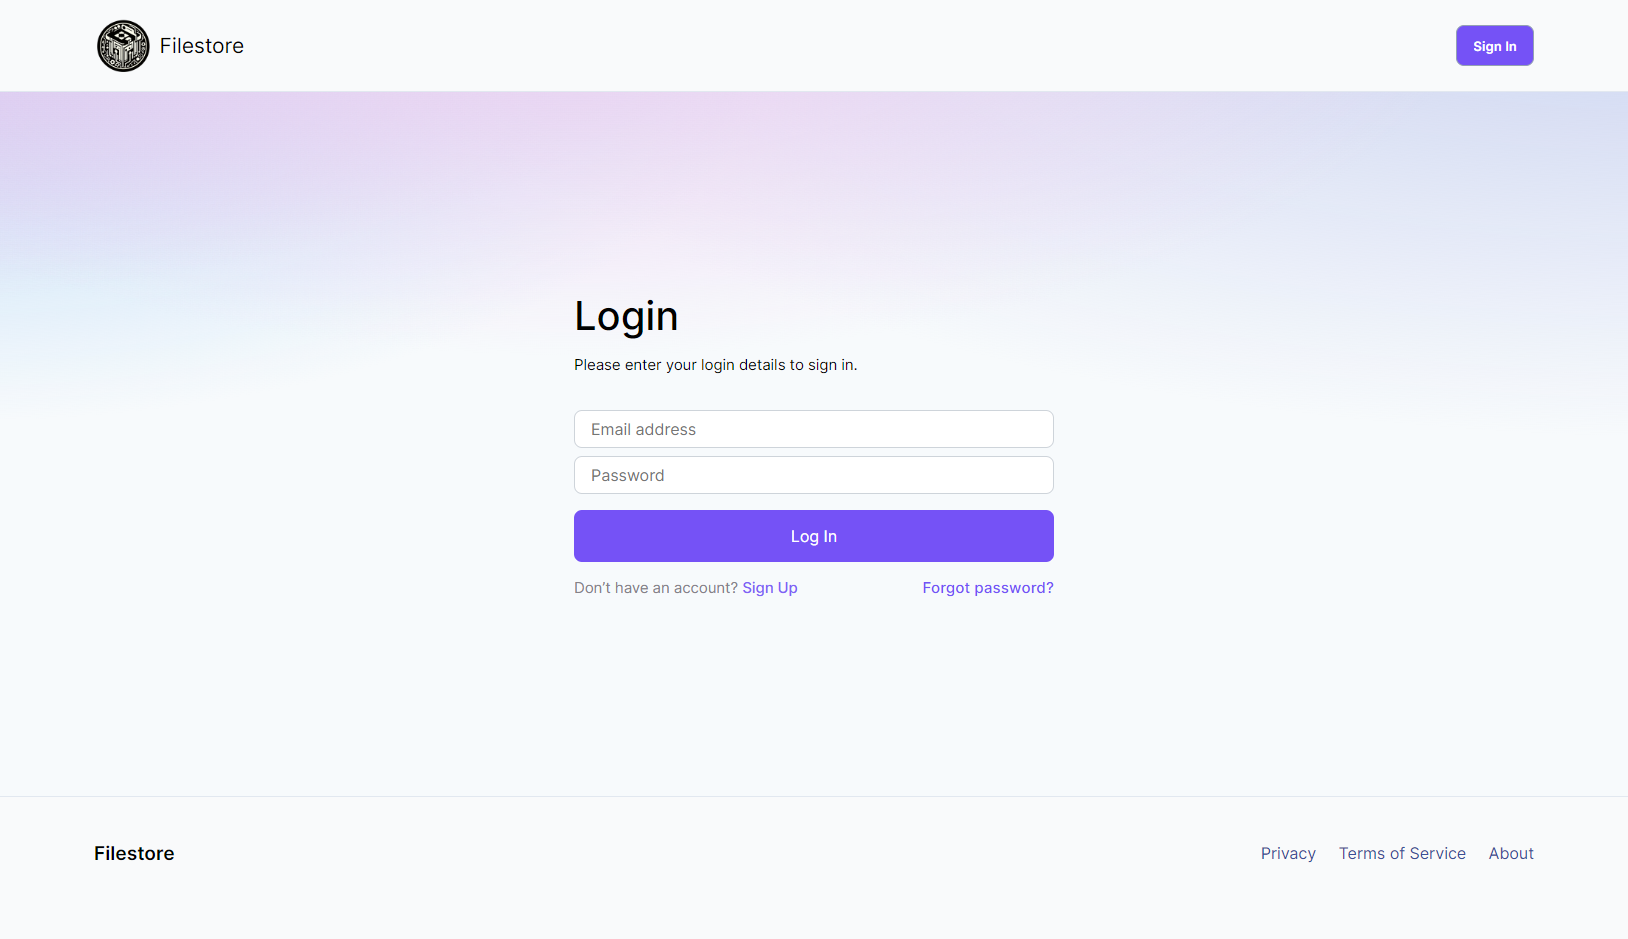 Filestore
Sign In
Login
Please enter your login details to sign in.
Email address
Password
Log In
Don’t have an account? Sign Up
Forgot password?
Filestore
Privacy
Terms of Service
About